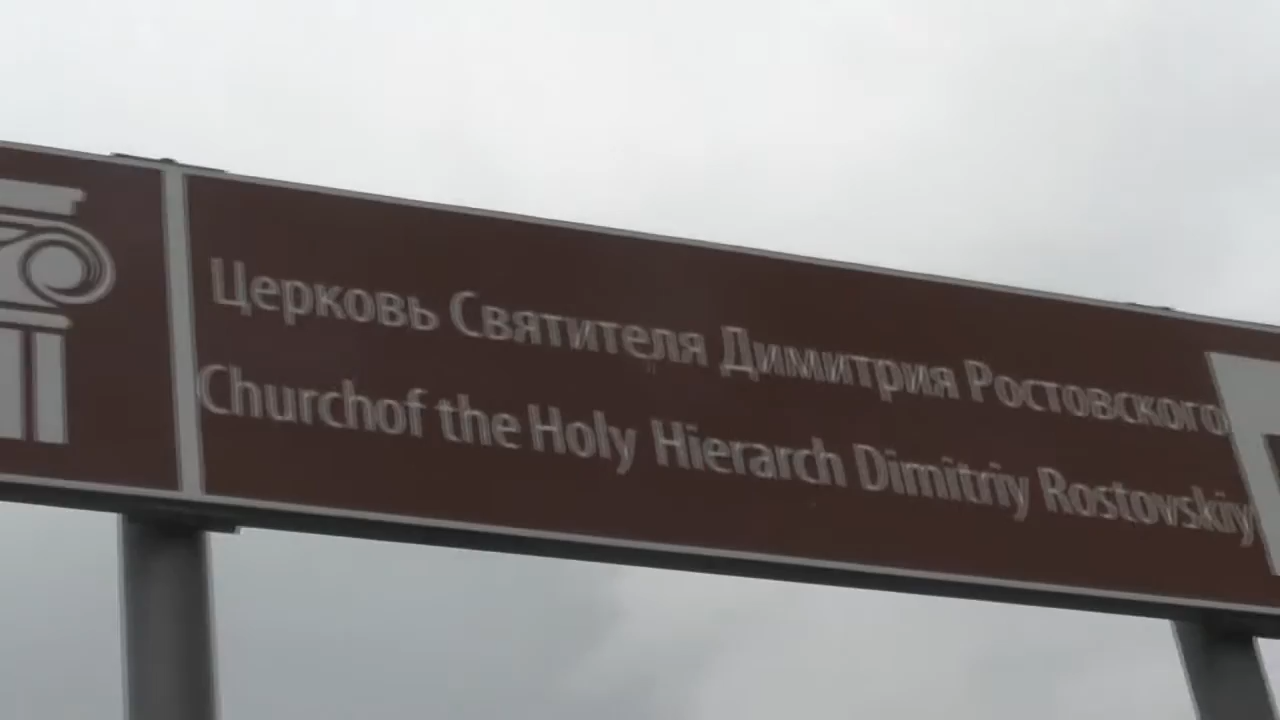 Церковь Святителя Димитрия Ростовского
Churchof the Holy Hierarch Dimitriy Rostovskiy